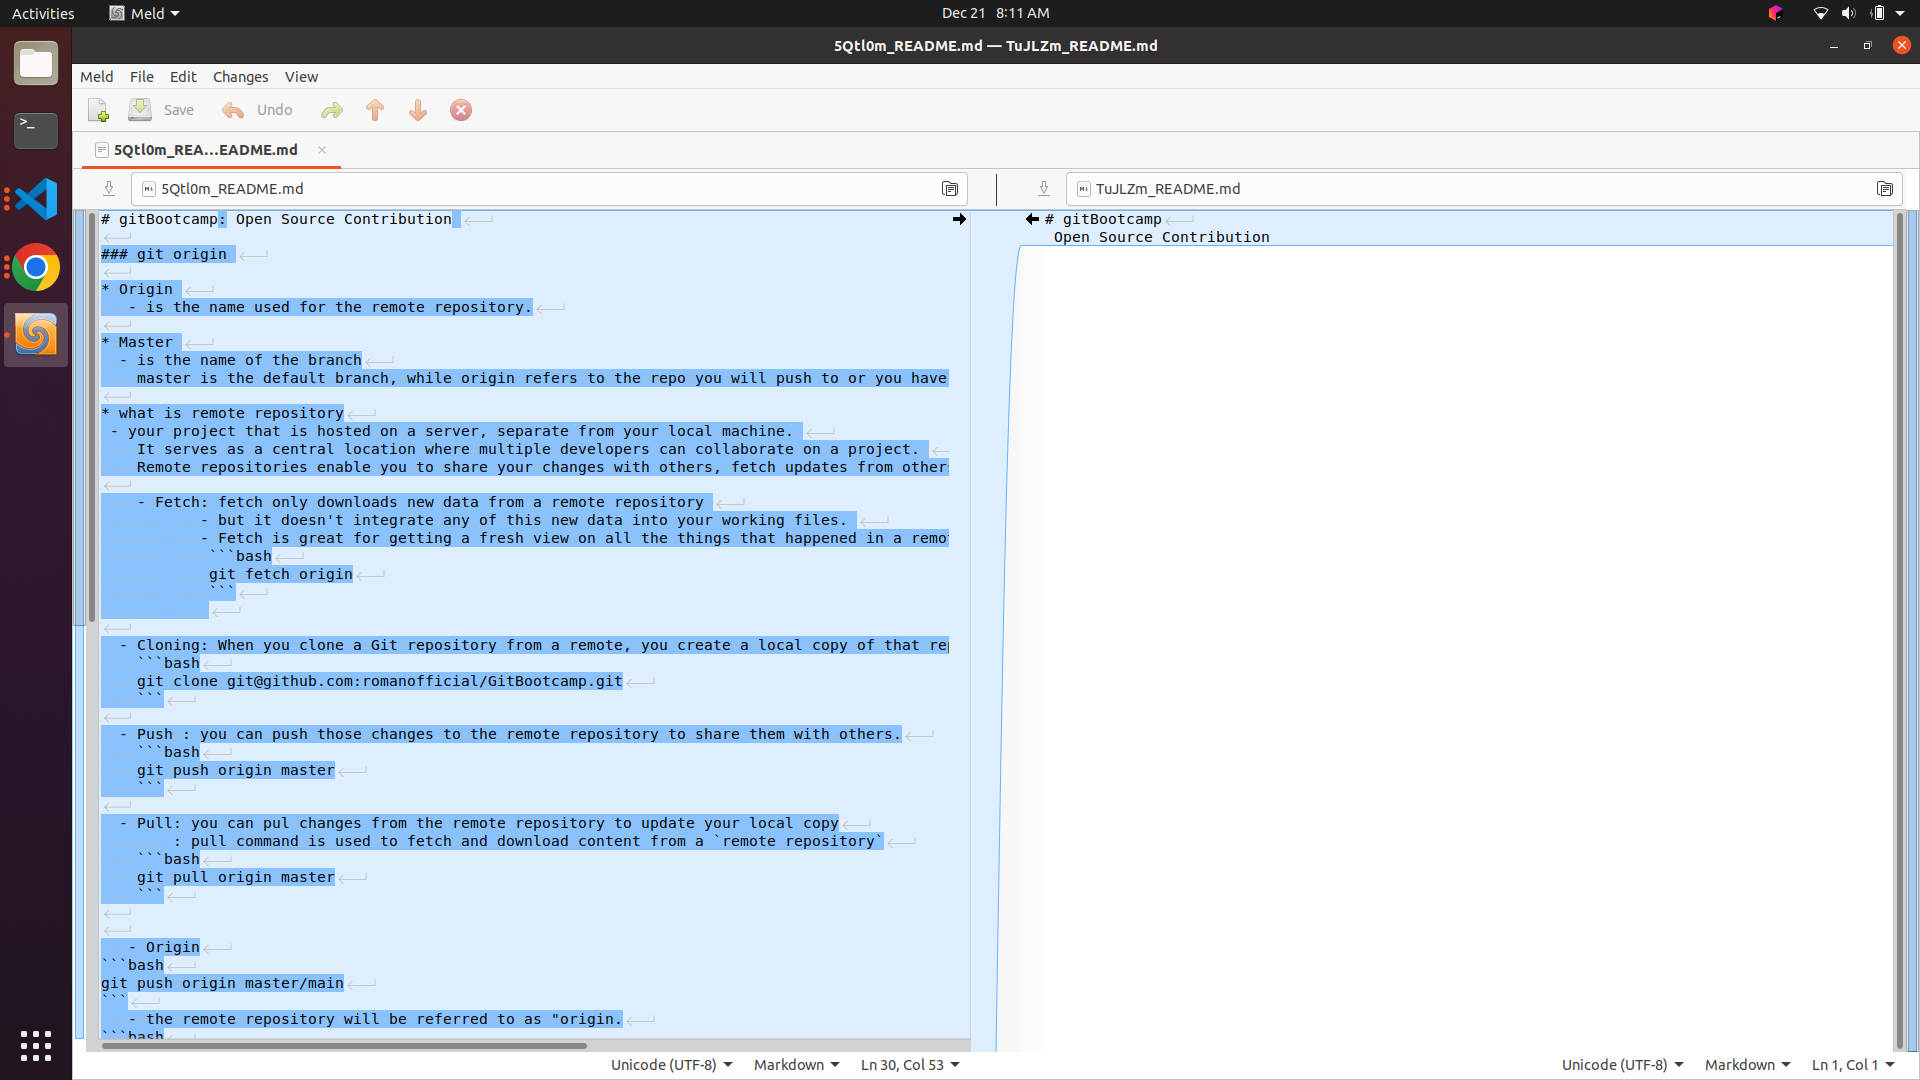 Activities
Meld
Dec 21 8:11 AM
5Qtl0m_README.md — TuJLZm_README.md
Meld File Edit Changes View
Save
Undo
5Qtl0m_REA...EADME.md
5Qtl0m_README.md
TuJLZm_README.md
# gitBootcamp: Open Source Contribution
### git origin
* Origin
- is the name used for the remote repository.
* Master
- is the name of the branch
master is the default branch, while origin refers to the repo you will push to or you have
* what is remote repository
- your project that is hosted on a server, separate from your local machine.
It serves as a central location where multiple developers can collaborate on a project.
Remote repositories enable you to share your changes with others, fetch updates from other
- Fetch: fetch only downloads new data from a remote repository
- but it doesn't integrate any of this new data into your working files.
- Fetch is great for getting a fresh view on all the things that happened in a remo
```bash
git fetch origin
```
- Cloning: When you clone a Git repository from a remote, you create a local copy of that re
```bash
git clone git@github.com:romanofficial/GitBootcamp.git
```
- Push : you can push those changes to the remote repository to share them with others.
```bash
git push origin master
```
- Pull: you can pul changes from the remote repository to update your local copy
: pull command is used to fetch and download content from a `remote repository`
```bash
git pull origin master
```
- Origin
```bash
git push origin master/main
```
- the remote repository will be referred to as "origin.
```bash
# gitBootcamp
Open Source Contribution
Unicode (UTF-8) Markdown Ln 30, Col 53
Unicode (UTF-8) Markdown Ln 1, Col 1